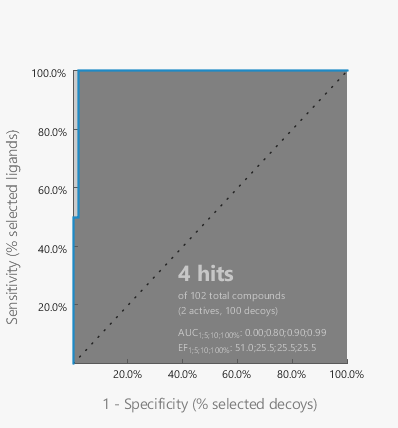 100.0%
80.0%
60.0%
40.0%
20.0%
Sensitivity (% selected ligands)
4 hits
of 102 total compounds
(2 actives, 100 decoys)
AUC1;5;10;100%: 0.00;0.80;0.90;0.99
EF1;5;10;100%: 51.0;25.5;25.5;25.5
20.0% 40.0% 60.0% 80.0% 100.0%
1 - Specificity (% selected decoys)